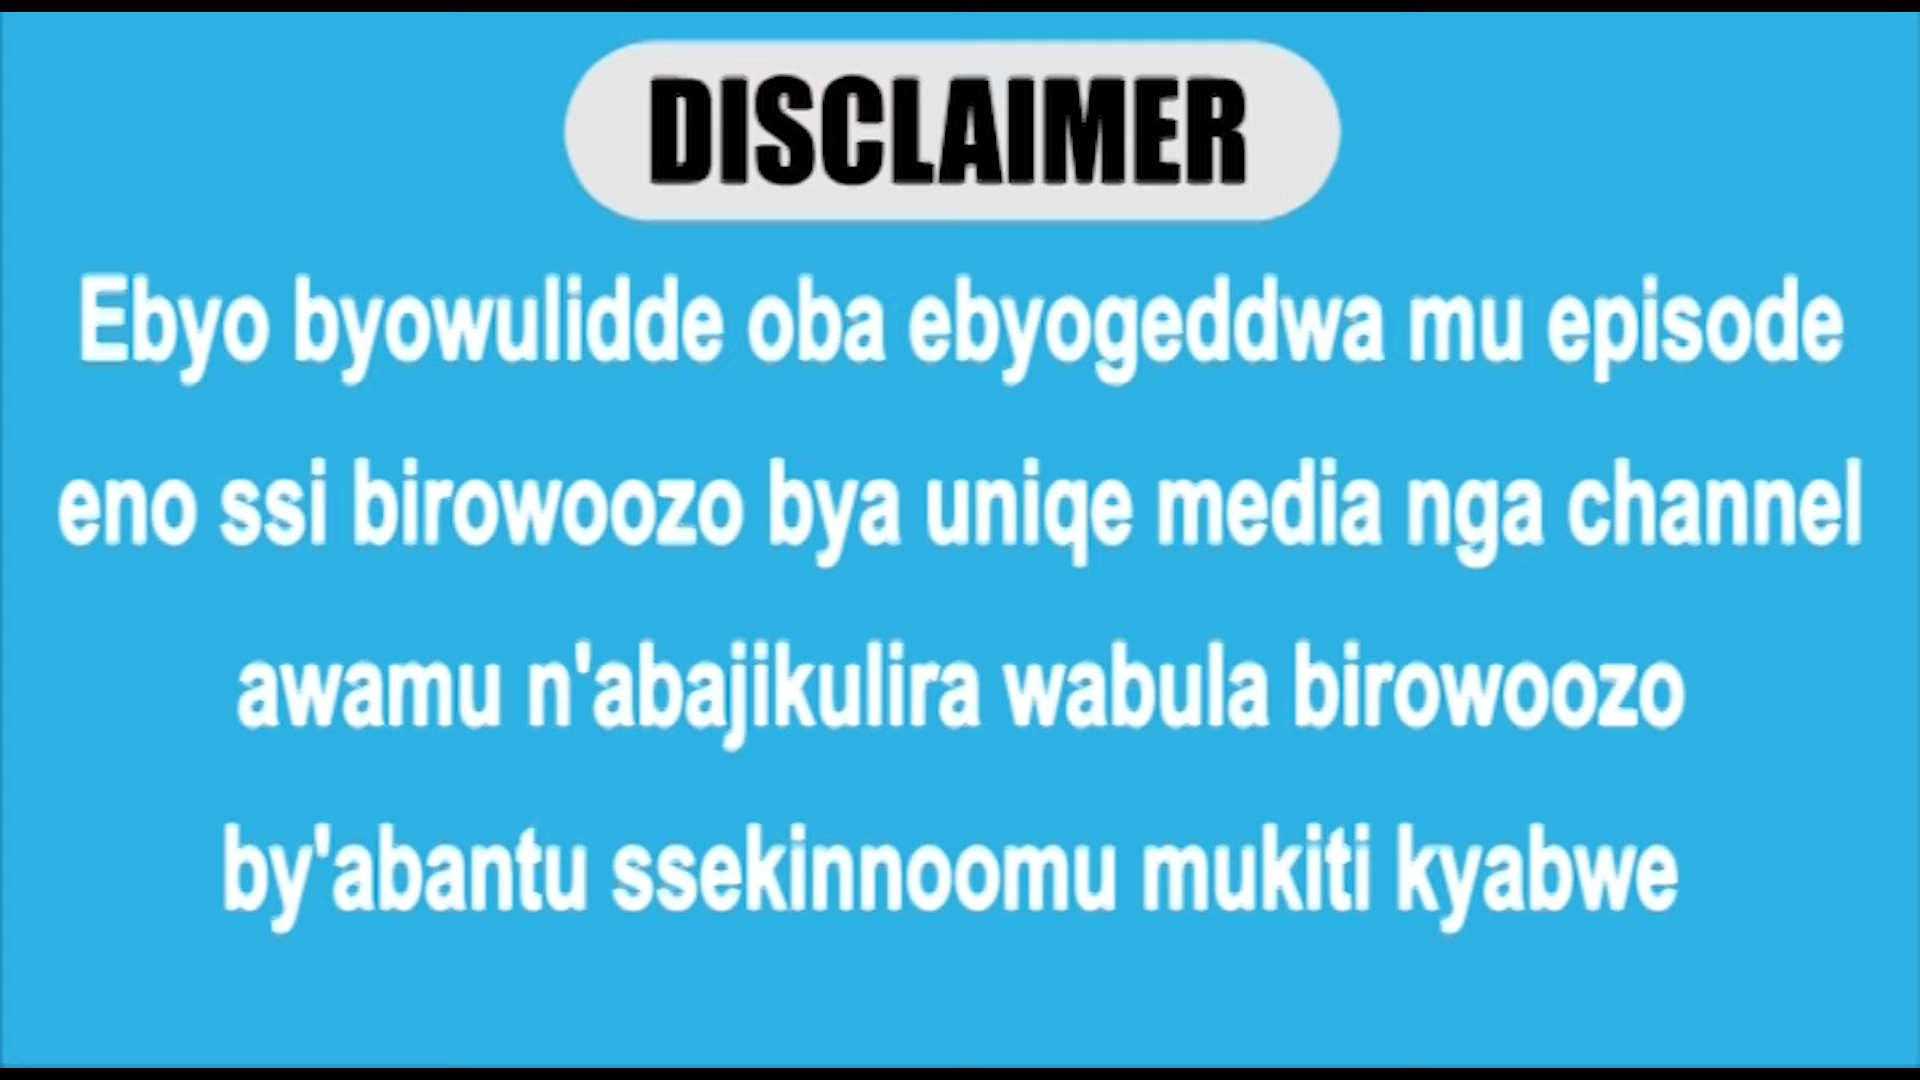 DISCLAIMER
Ebyo byowulidde oba ebyogeddwa mu episode
eno ssi birowoozo bya uniqe media nga channel
awamu n'abajikulira wabula birowoozo
by'abantu ssekinnoomu mukiti kyabwe